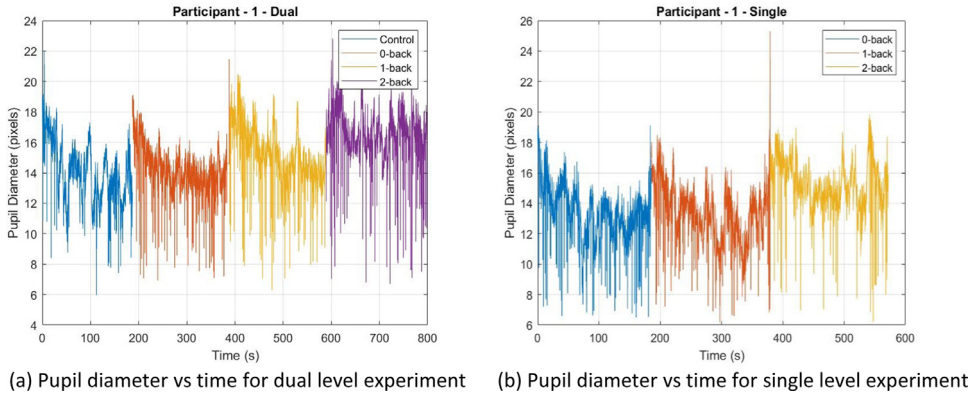 Participant - 1 - Dual
24
22
20
18
16
14
12
10
8
6
4
Pupil Diameter (pixels)
Control
0-back
1-back
2-back
0 100 200 300 400 500 600 700 800
Time (s)
(a) Pupil diameter vs time for dual level experiment
Participant - 1 - Single
26
24
22
20
18
16
14
12
10
8
6
Pupil Diameter (pixels)
0-back
1-back
2-back
0 100 200 300 400 500 600
Time (s)
(b) Pupil diameter vs time for single level experiment